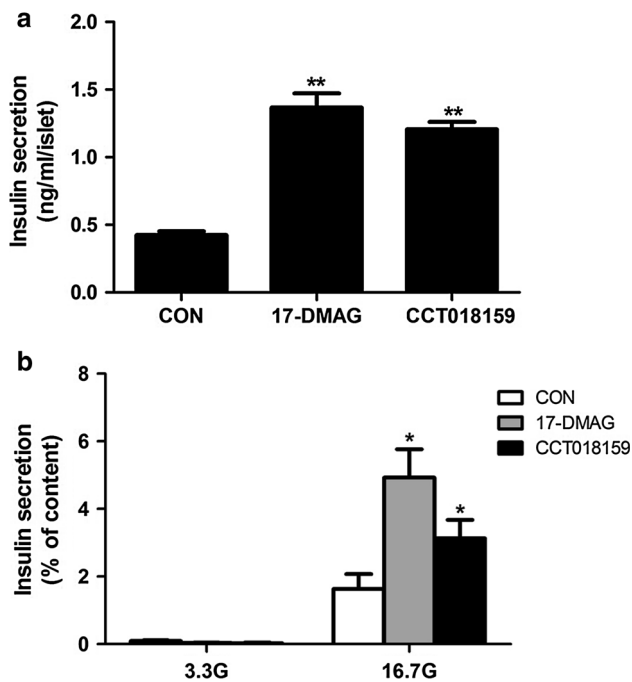 a
Insulin secretion
(ng/ml/islet)
2.0
1.5
1.0
0.5
0.0
**
**
CON
17-DMAG
CCT018159
b
Insulin secretion
(% of content)
8
6
4
2
0
*
*
CON
17-DMAG
CCT018159
3.3G
16.7G